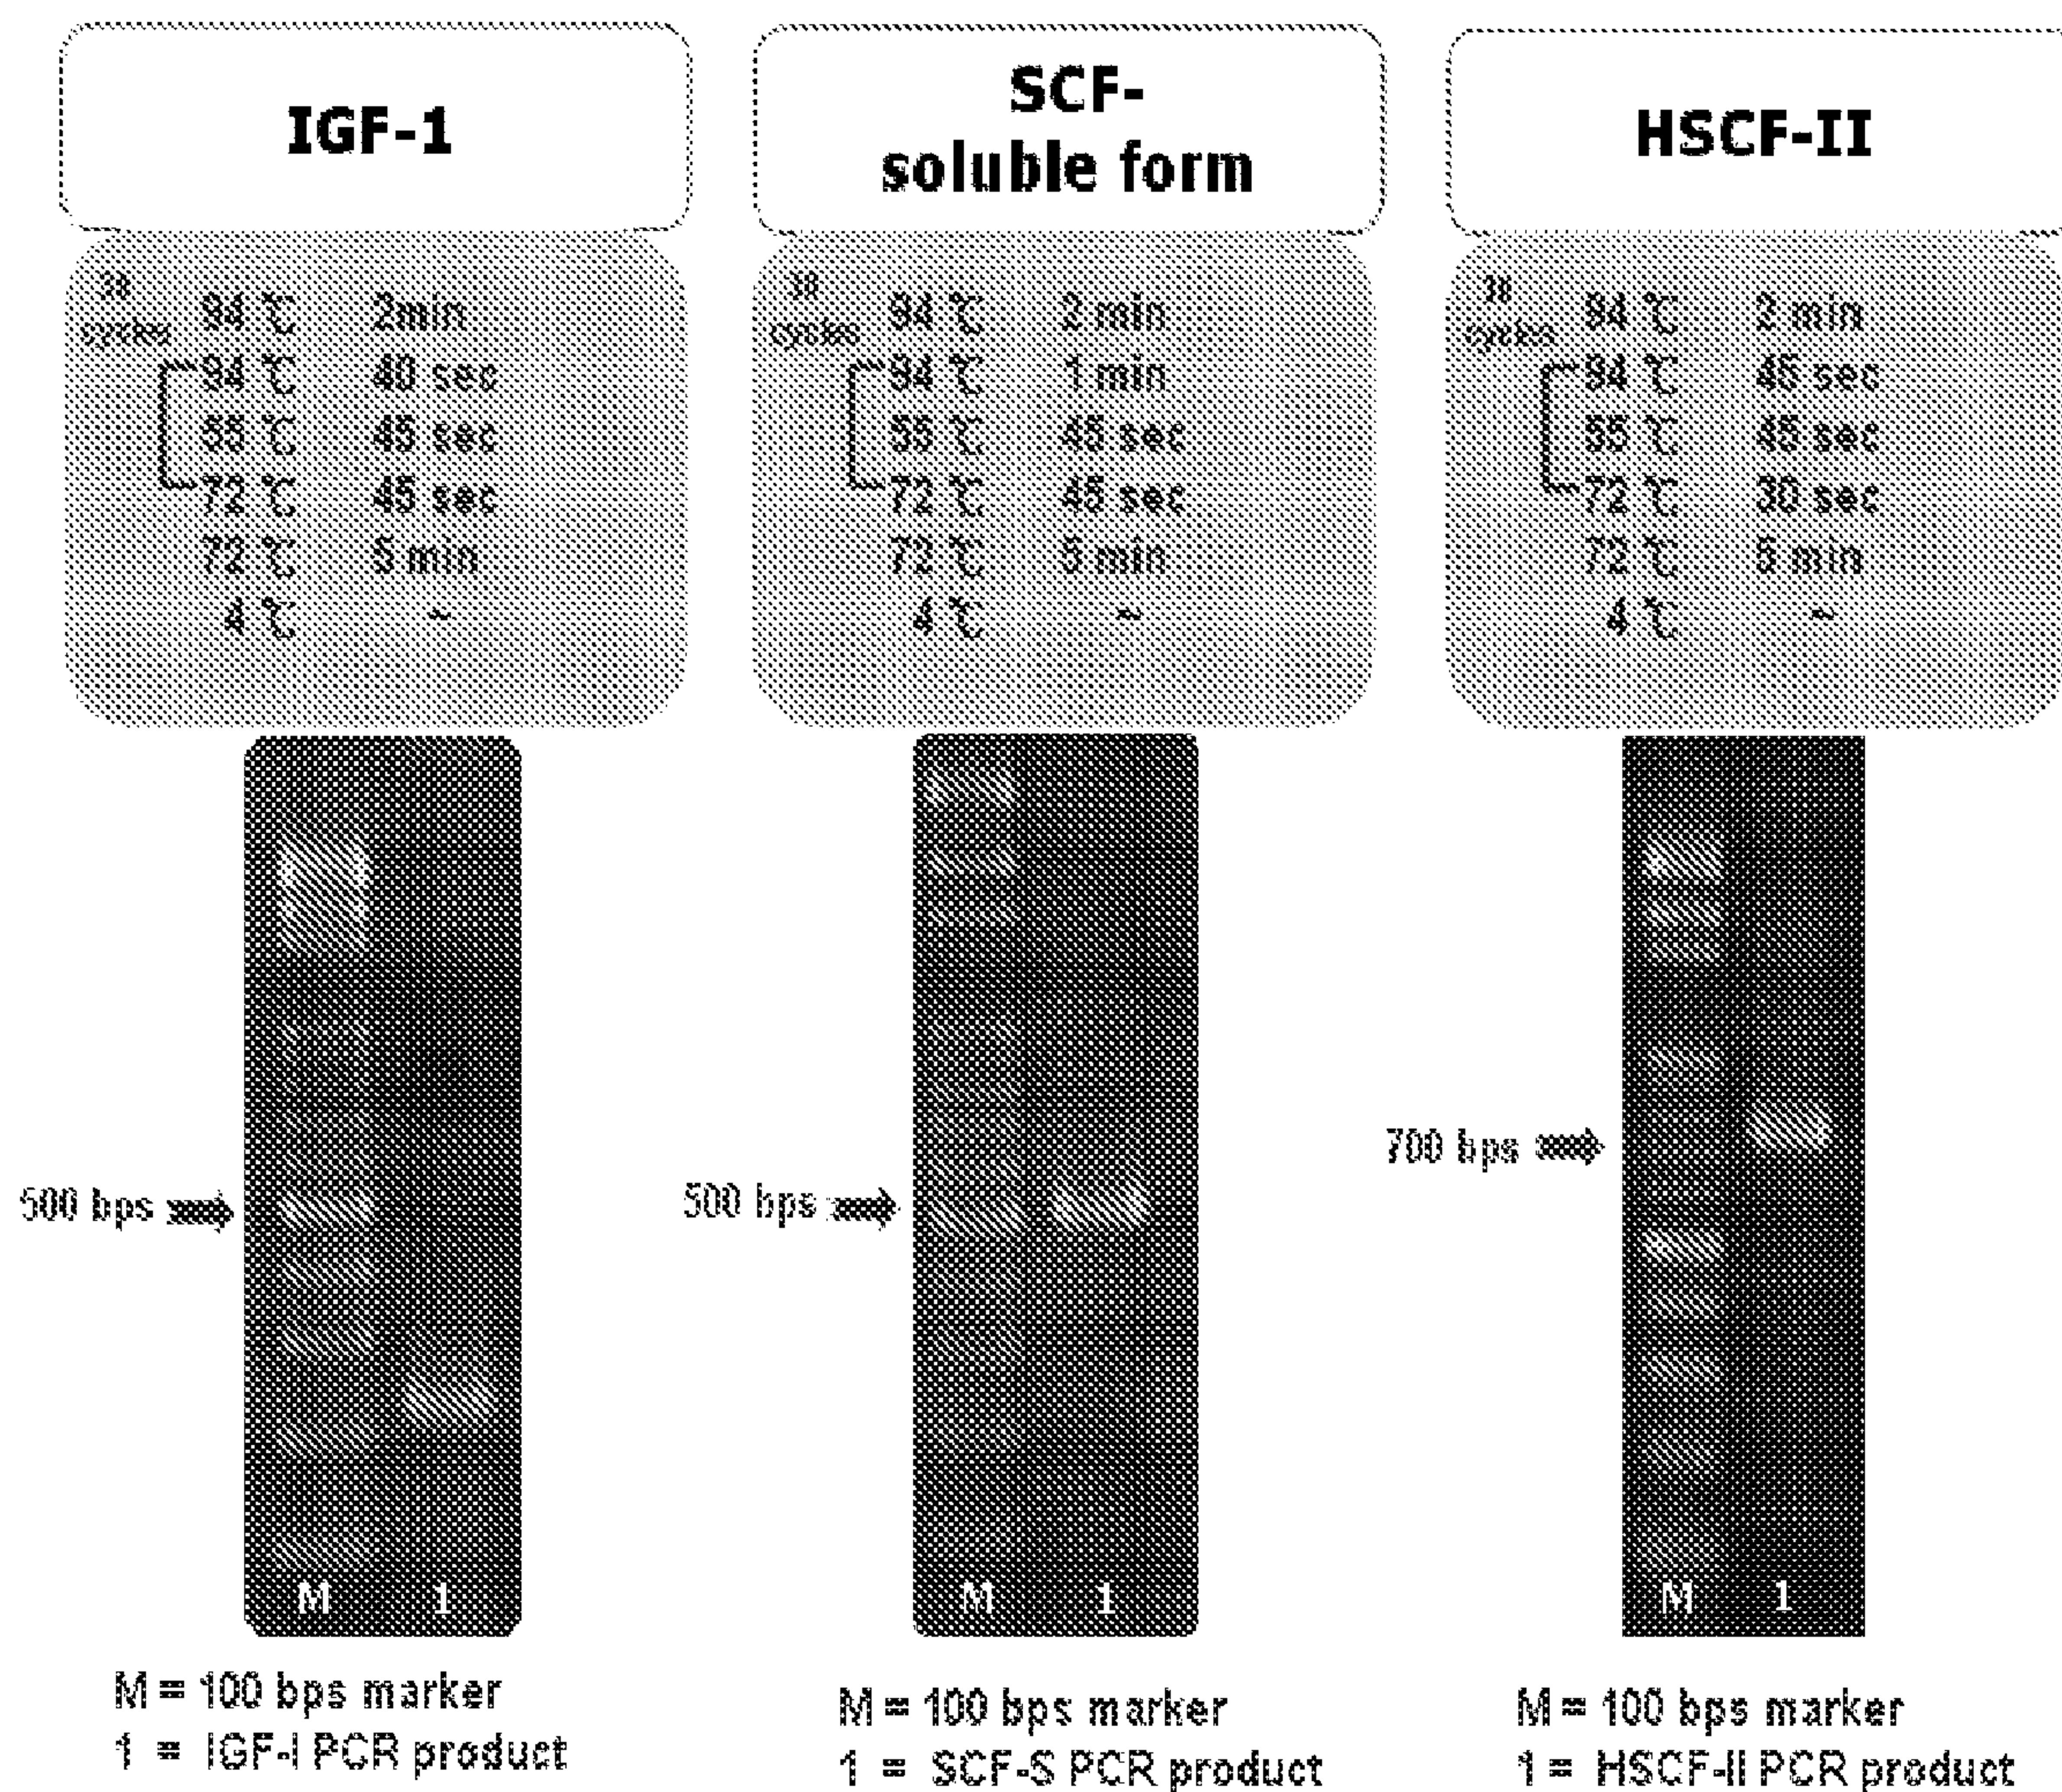 IGF-1
38
cycles
94 ℃ 2min
94 ℃ 40 sec
55 ℃ 45 sec
72 ℃ 45 sec
72 ℃ 5 min
4 ℃ ~
500 bps
M 1
M = 100 bps marker
1 = IGF-I PCR product
SCF-
soluble form
38
cycles
94 ℃ 2 min
94 ℃ 1 min
55 ℃ 45 sec
72 ℃ 45 sec
72 ℃ 5 min
4 ℃ ~
500 bps
M 1
M = 100 bps marker
1 = SCF-S PCR product
HSCF-II
38
cycles
94 ℃ 2 min
94 ℃ 45 sec
55 ℃ 45 sec
72 ℃ 30 sec
72 ℃ 5 min
4 ℃ ~
700 bps
M 1
M = 100 bps marker
1 = HSCF-II PCR product